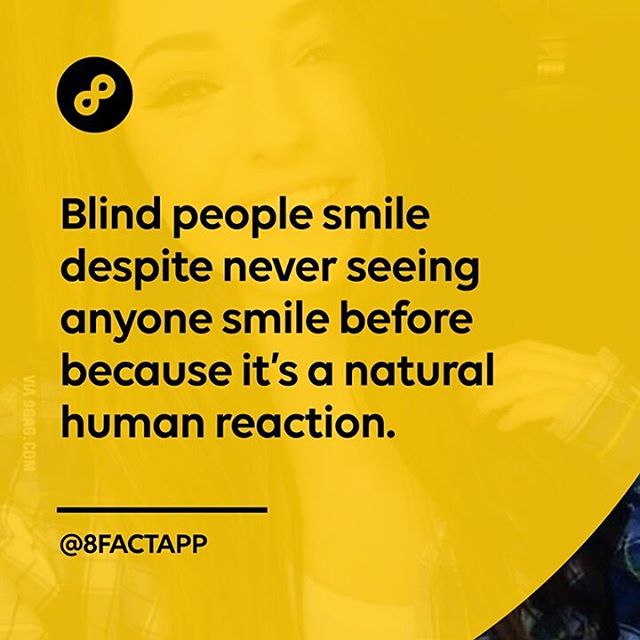 Blind people smile
despite never seeing
anyone smile before
because it's a natural
human reaction.
@8FACTAPP
VIA 9GAG.COM